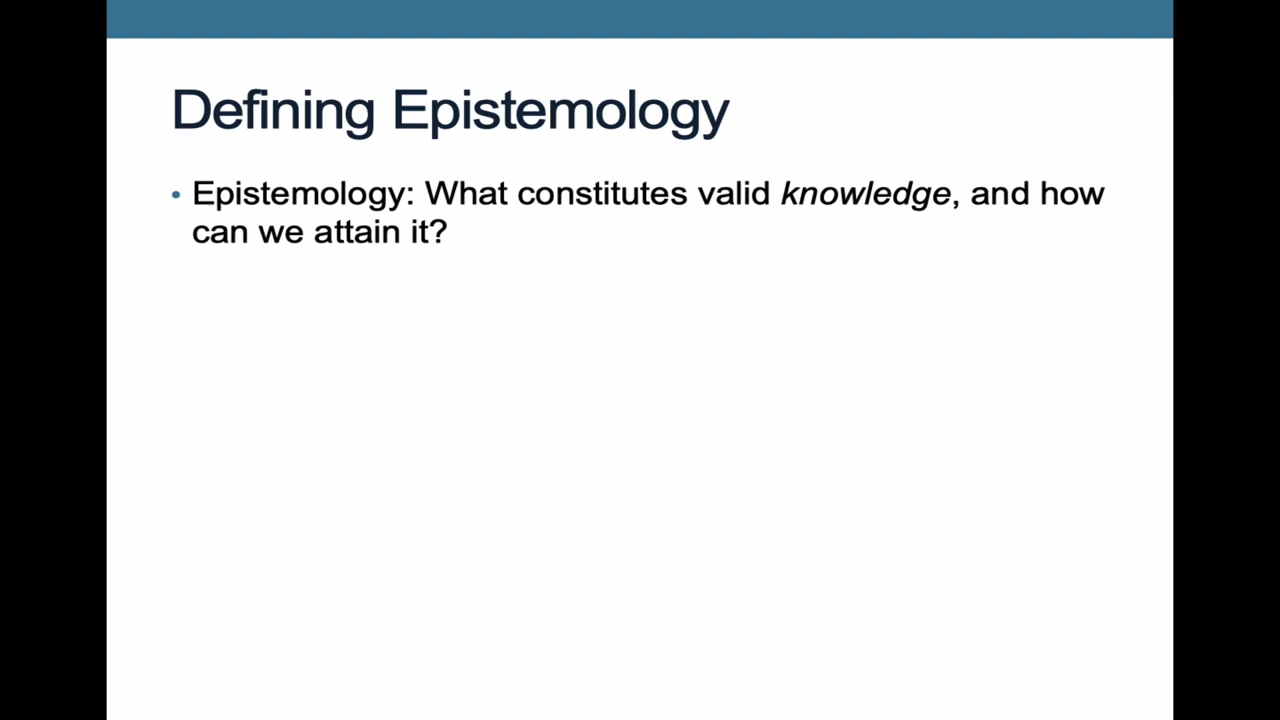 Defining Epistemology
• Epistemology: What constitutes valid knowledge, and how
can we attain it?